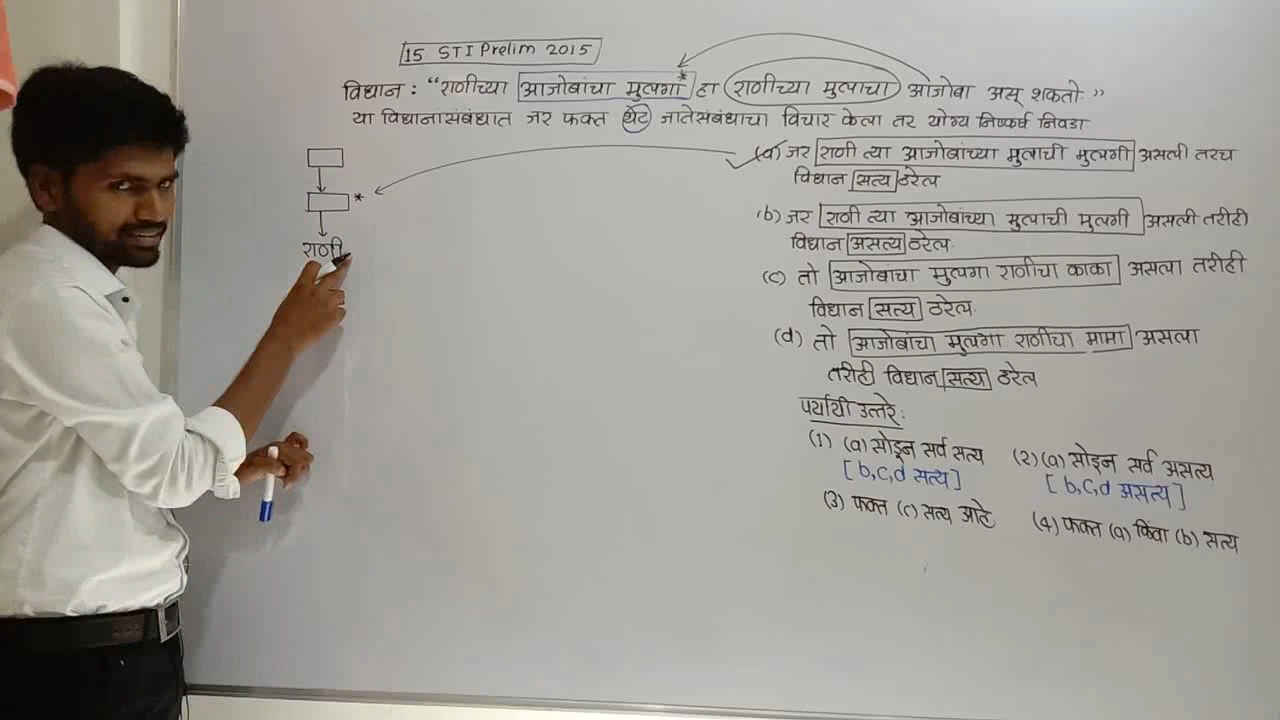 15 STI Prelim 2015
विधान : “राणीच्या आजोबांचा मुलगा* हा राणीच्या मुलाचा आजोबा असू शकतो.”
या विधानासंबंधात जर फक्त थेट नातेसंबंधाचा विचार केला तर योग्य निष्कर्ष निवडा
(a) जर राणी त्या आजोबांच्या मुलाची मुलगी असली तरच
विधान सत्य ठरेल
(b) जर राणी त्या आजोबांच्या मुलाची मुलगी असली तरीही
विधान असत्य ठरेल.
(c) तो आजोबांचा मुलगा राणीचा काका असला तरीही
विधान सत्य ठरेल.
(d) तो आजोबांचा मुलगा राणीचा मामा असला
तरीही विधान सत्य ठरेल
पर्यायी उत्तरे :
(1) (a) सोडून सर्व सत्य (२) (a) सोडून सर्व असत्य
[b,c,d सत्य] [b,c,d असत्य]
(3) फक्त (c) सत्य आहे (4) फक्त (a) किंवा (b) सत्य
*
राणी